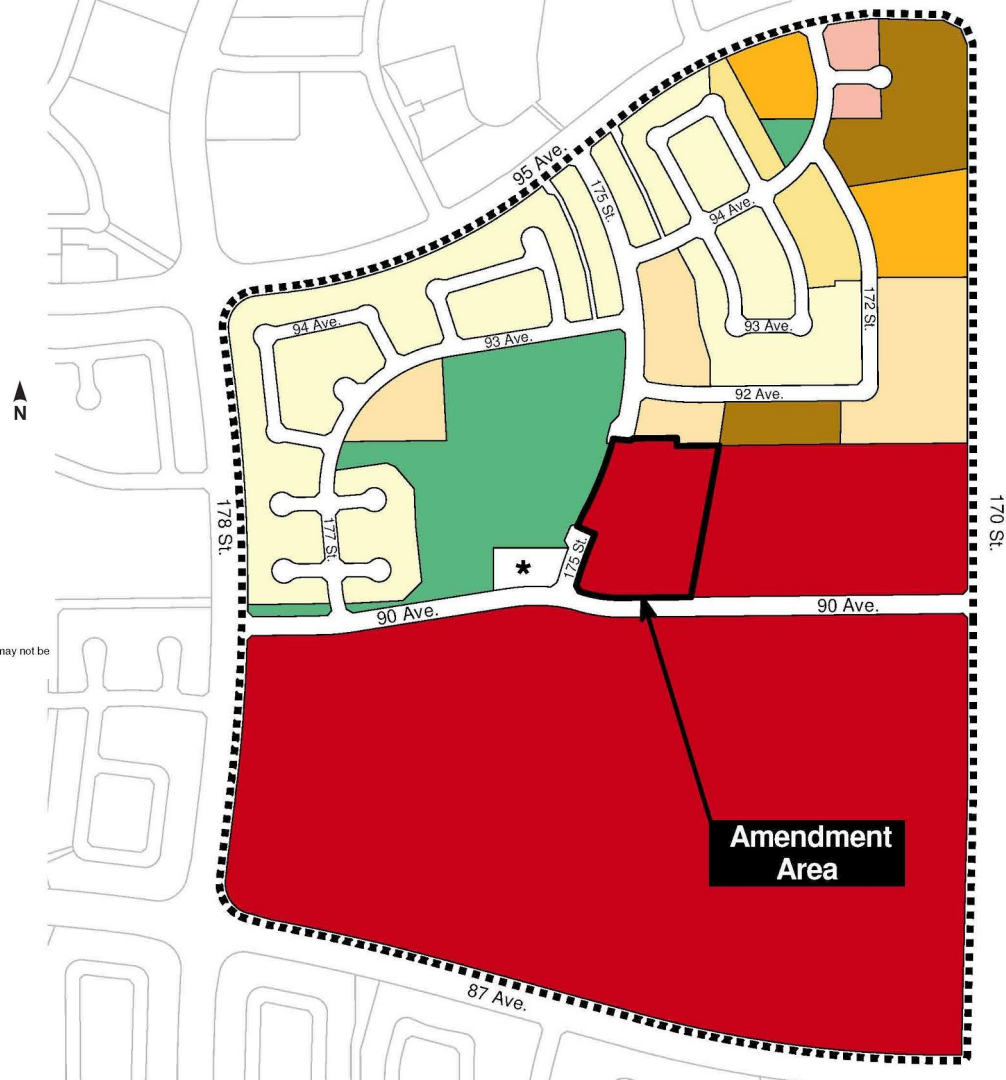 95 Ave.
175 St.
94 Ave.
172 St.
94 Ave.
93 Ave.
93 Ave.
92 Ave.
N
178 St.
177 St.
175 St.
*
170 St.
90 Ave.
90 Ave.
may not be
Amendment
Area
87 Ave.